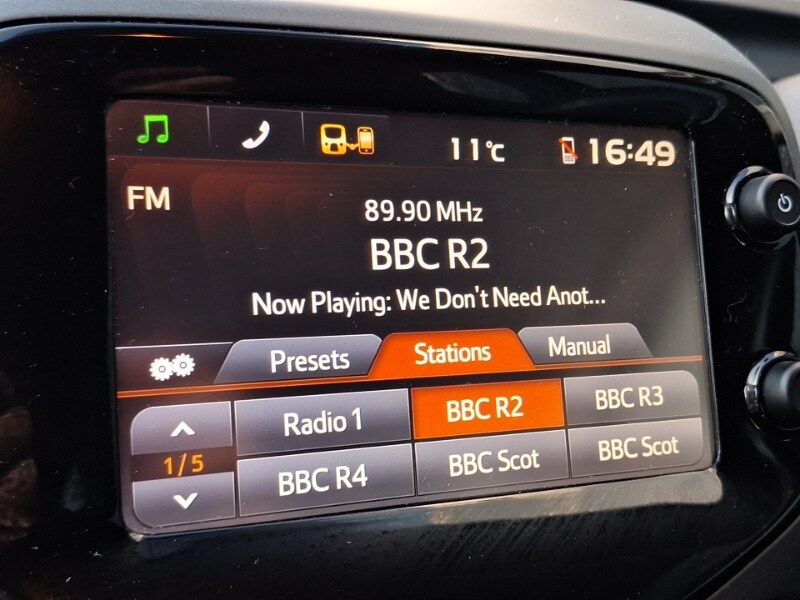 11°C 16:49
FM
89.90 MHz
BBC R2
Now Playing: We Don't Need Anot...
Presets Stations Manual
Radio 1 BBC R2 BBC R3
1/5
BBC R4 BBC Scot BBC Scot